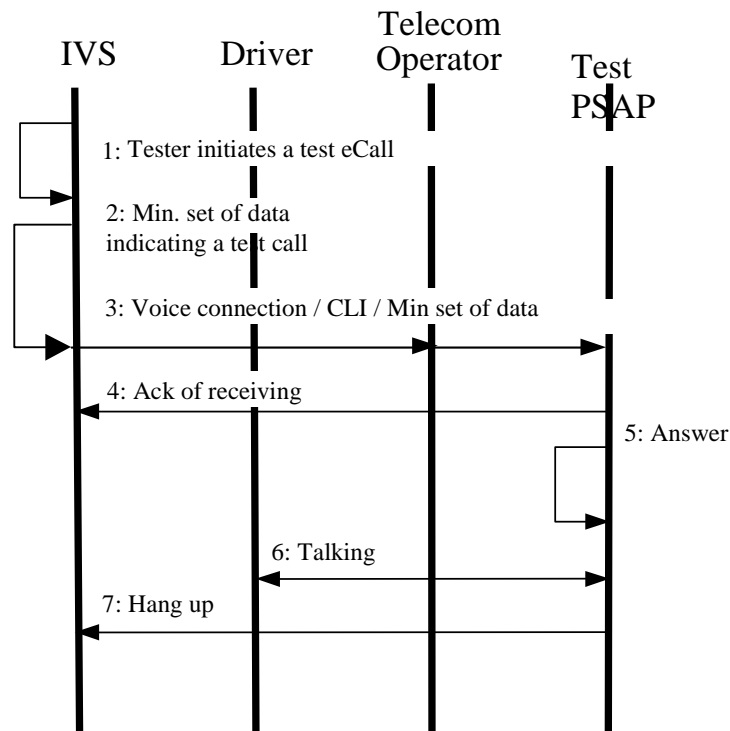 IVS
Driver
Telecom
Operator
Test
PSAP
1: Tester initiates a test eCall
2: Min. set of data
indicating a test call
3: Voice connection / CLI / Min set of data
4: Ack of receiving
5: Answer
6: Talking
7: Hang up